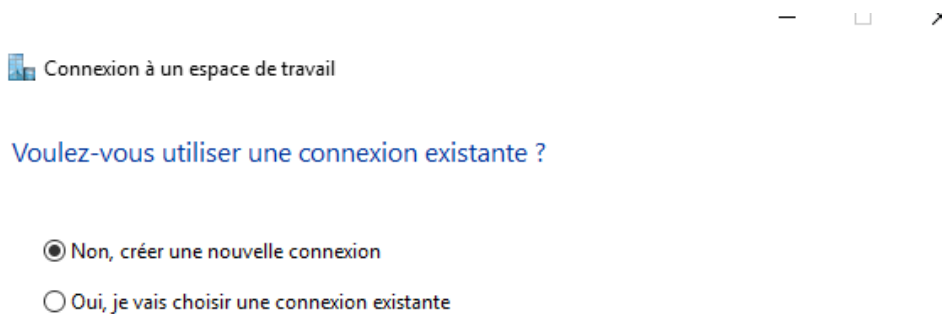 Connexion à un espace de travail
Voulez-vous utiliser une connexion existante ?
Non, créer une nouvelle connexion
Oui, je vais choisir une connexion existante